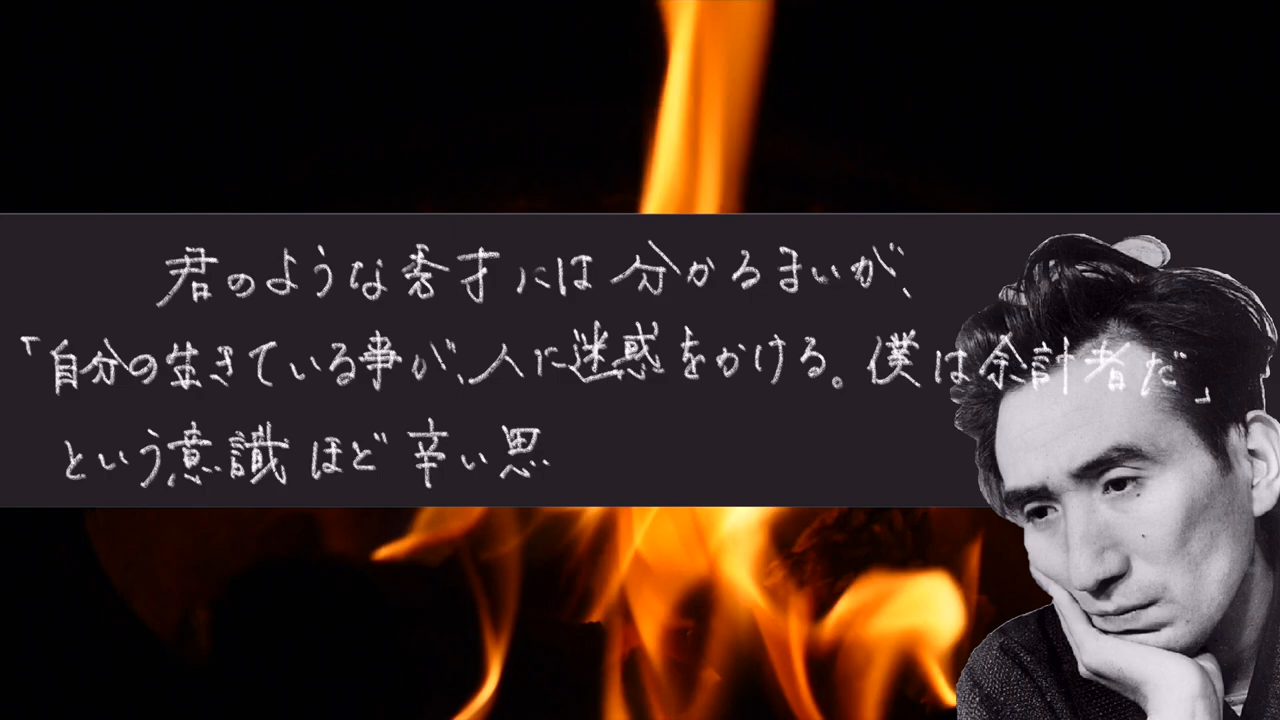 君のような秀才には分かるまいが、
「自分の生きている事が、人に迷惑をかける。僕は余計者だ」
という意識ほど辛い思